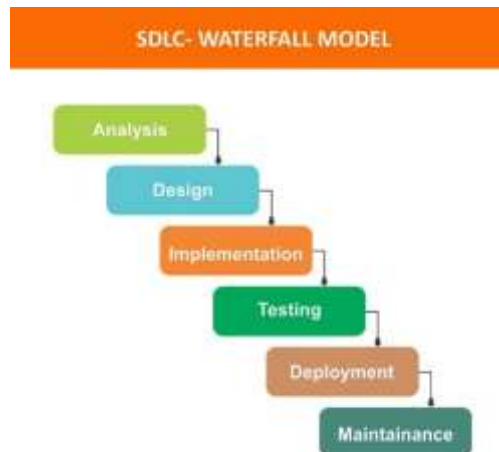 SDLC- WATERFALL MODEL
Analysis
Design
Implementation
Testing
Deployment
Maintainance